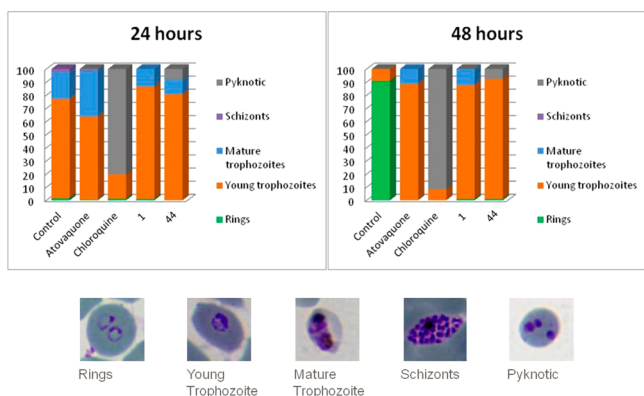 24 hours
100
90
80
70
60
50
40
30
20
10
0
Control
Atovaquone
Chloroquine
1
44
Pyknotic
Schizonts
Mature
trophozoites
Young trophozoites
Rings
48 hours
100
90
80
70
60
50
40
30
20
10
0
Control
Atovaquone
Chloroquine
1
44
Pyknotic
Schizonts
Mature
trophozoites
Young trophozoites
Rings
Rings
Young
Trophozoite
Mature
Trophozoite
Schizonts
Pyknotic